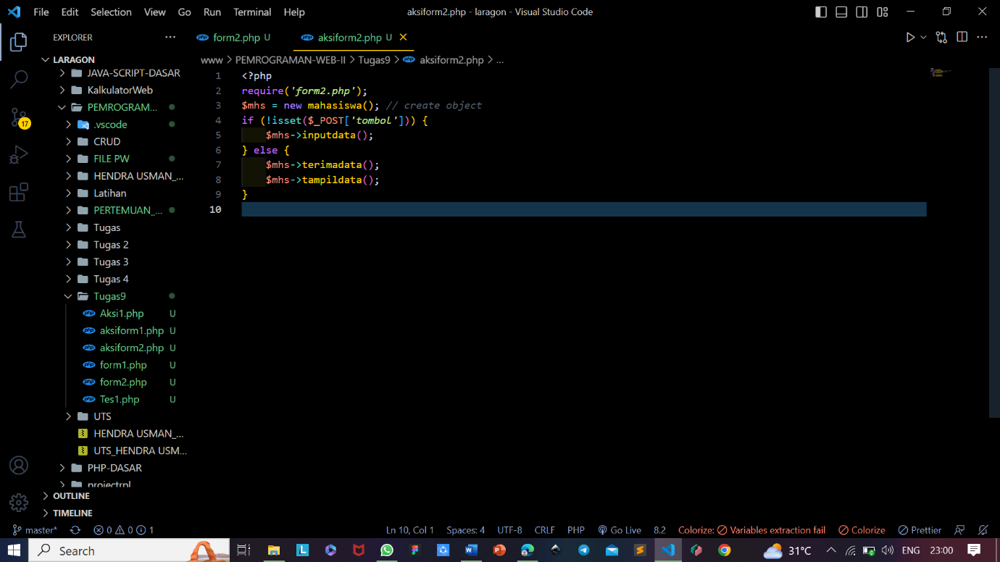 File Edit Selection View Go Run Terminal Help
aksiform2.php - laragon - Visual Studio Code
EXPLORER
form2.php U
aksiform2.php U
LARAGON
JAVA-SCRIPT-DASAR
KalkulatorWeb
PEMROGRAM...
.vscode
CRUD
FILE PW
HENDRA USMAN_...
Latihan
PERTEMUAN_...
Tugas
Tugas 2
Tugas 3
Tugas 4
Tugas9
Aksi1.php U
aksiform1.php U
aksiform2.php U
form1.php U
form2.php U
Tes1.php U
UTS
HENDRA USMAN_...
UTS_HENDRA USM...
PHP-DASAR
projectrpl
OUTLINE
TIMELINE
17
www > PEMROGRAMAN-WEB-II > Tugas9 > aksiform2.php > ...
1 <?php
2 require('form2.php');
3 $mhs = new mahasiswa(); // create object
4 if (!isset($_POST['tombol'])) {
5 $mhs->inputdata();
6 } else {
7 $mhs->terimadata();
8 $mhs->tampildata();
9 }
10
master* 0 0 1 Ln 10, Col 1 Spaces: 4 UTF-8 CRLF PHP Go Live 8.2 Colorize: Variables extraction fail Colorize Prettier
Search 31°C ENG 23:00